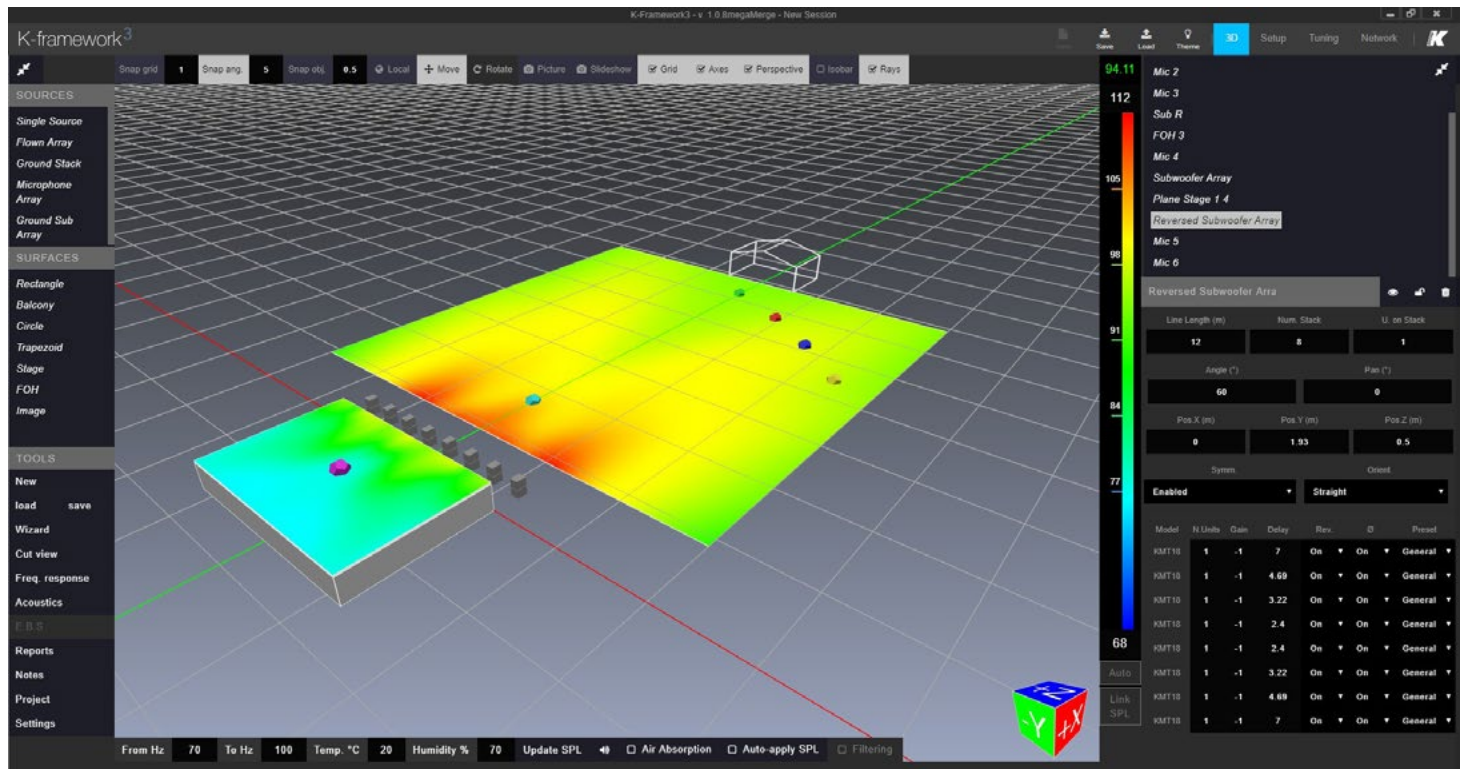 K-Framework3 - v 1.0.8megaMerge - New Session
K-framework3
Save Load Theme 3D Setup Tuning Network K
Snap grid 1 Snap ang. 5 Snap obj. 0.5 Local Move Rotate Picture Slideshow Grid Axes Perspective Isobar Rays
SOURCES
Single Source
Flown Array
Ground Stack
Microphone
Array
Ground Sub
Array
SURFACES
Rectangle
Balcony
Circle
Trapezoid
Stage
FOH
Image
TOOLS
New
load save
Wizard
Cut view
Freq. response
Acoustics
E.B.S
Reports
Notes
Project
Settings
94.11
112
105
98
91
84
77
68
Auto
Link
SPL
+Z
-Y +X
From Hz 70 To Hz 100 Temp. °C 20 Humidity % 70 Update SPL Air Absorption Auto-apply SPL Filtering
Mic 2
Mic 3
Sub R
FOH 3
Mic 4
Subwoofer Array
Plane Stage 1 4
Reversed Subwoofer Array
Mic 5
Mic 6
Reversed Subwoofer Arra
Line Length (m) Num. Stack U. on Stack
12 8 1
Angle (°) Pan (°)
60 0
Pos.X (m) Pos.Y (m) Pos.Z (m)
0 1.93 0.5
Symm. Orient.
Enabled Straight
Model N.Units Gain Delay Rev. Ø Preset
KMT18 1 -1 7 On On General
KMT18 1 -1 4.69 On On General
KMT18 1 -1 3.22 On On General
KMT18 1 -1 2.4 On On General
KMT18 1 -1 2.4 On On General
KMT18 1 -1 3.22 On On General
KMT18 1 -1 4.69 On On General
KMT18 1 -1 7 On On General